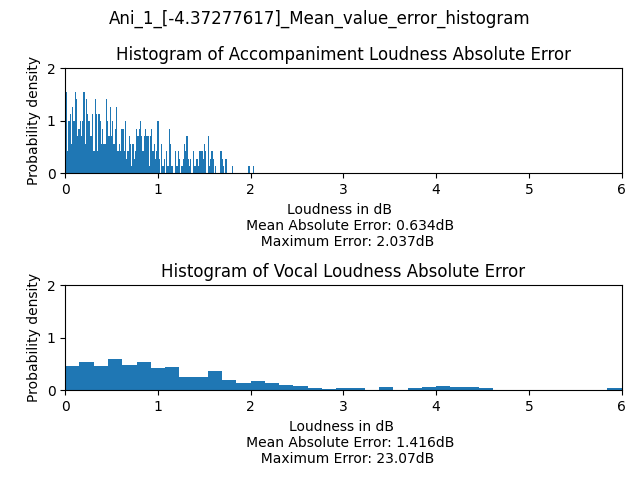 Ani_1_[-4.37277617]_Mean_value_error_histogram
Histogram of Accompaniment Loudness Absolute Error
Probability density
2
1
0
0 1 2 3 4 5 6
Loudness in dB
Mean Absolute Error: 0.634dB
Maximum Error: 2.037dB
Histogram of Vocal Loudness Absolute Error
Probability density
2
1
0
0 1 2 3 4 5 6
Loudness in dB
Mean Absolute Error: 1.416dB
Maximum Error: 23.07dB